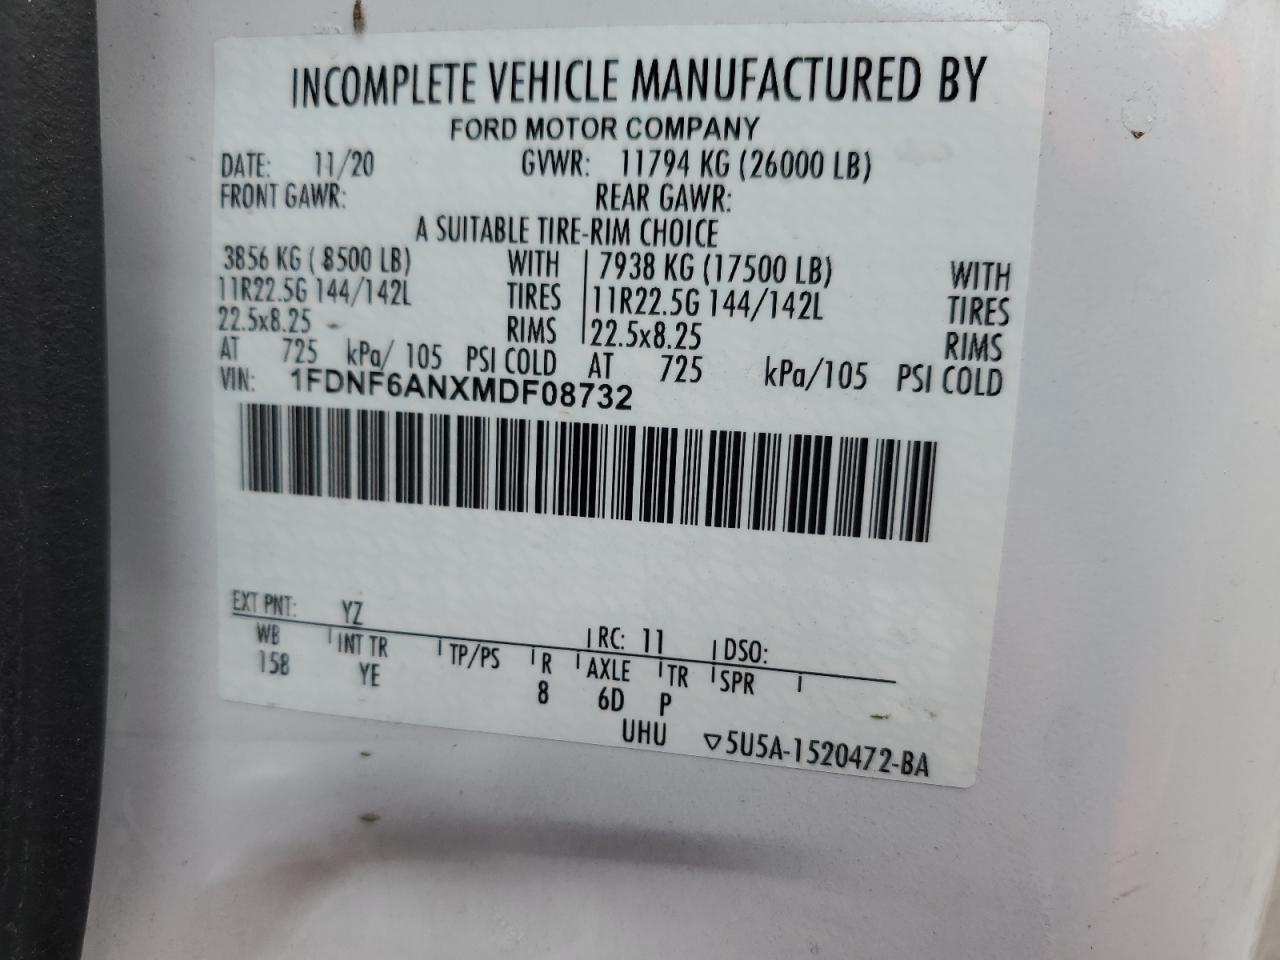 INCOMPLETE VEHICLE MANUFACTURED BY
FORD MOTOR COMPANY
DATE: 11/20 GVWR: 11794 KG (26000 LB)
FRONT GAWR: REAR GAWR:
A SUITABLE TIRE-RIM CHOICE
3856 KG ( 8500 LB) WITH 7938 KG (17500 LB) WITH
11R22.5G 144/142L TIRES 11R22.5G 144/142L TIRES
22.5x8.25 RIMS 22.5x8.25 RIMS
AT 725 kPa/ 105 PSI COLD AT 725 kPa/105 PSI COLD
VIN: 1FDNF6ANXMDF08732
EXT PNT: YZ RC: 11 DSO:
WB INT TR TP/PS R AXLE TR SPR
158 YE 8 6D P
UHU ▽5U5A-1520472-BA